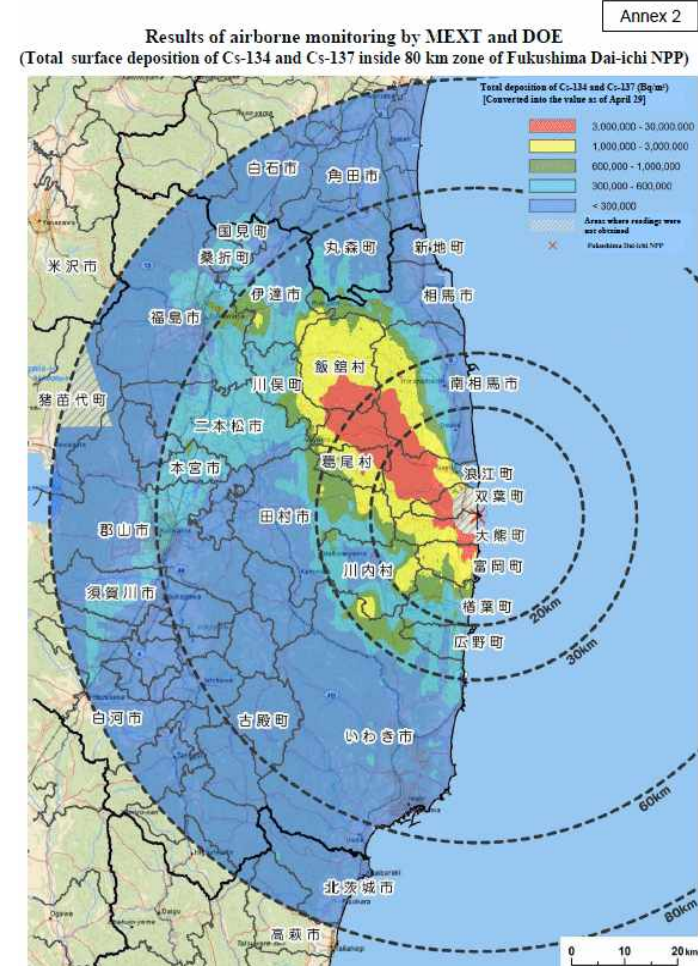 Annex 2
Results of airborne monitoring by MEXT and DOE
(Total surface deposition of Cs-134 and Cs-137 inside 80 km zone of Fukushima Dai-ichi NPP)
Total deposition of Cs-134 and Cs-137 (Bq/m²)
[Converted into the value as of April 29]
3,000,000 - 30,000,000
1,000,000 - 3,000,000
600,000 - 1,000,000
300,000 - 600,000
< 300,000
Areas where readings were
not obtained
Fukushima Dai-ichi NPP
白石市
角田市
国見町
丸森町
新地町
桑折町
米沢市
伊達市
相馬市
福島市
飯舘村
川俣町
南相馬市
猪苗代町
二本松市
本宮市
葛尾村
浪江町
双葉町
田村市
郡山市
大熊町
川内村
富岡町
須賀川市
楢葉町
20km
広野町
30km
白河市
古殿町
いわき市
60km
北茨城市
80km
高萩市
Ogawa
Daigo
0 10 20 km